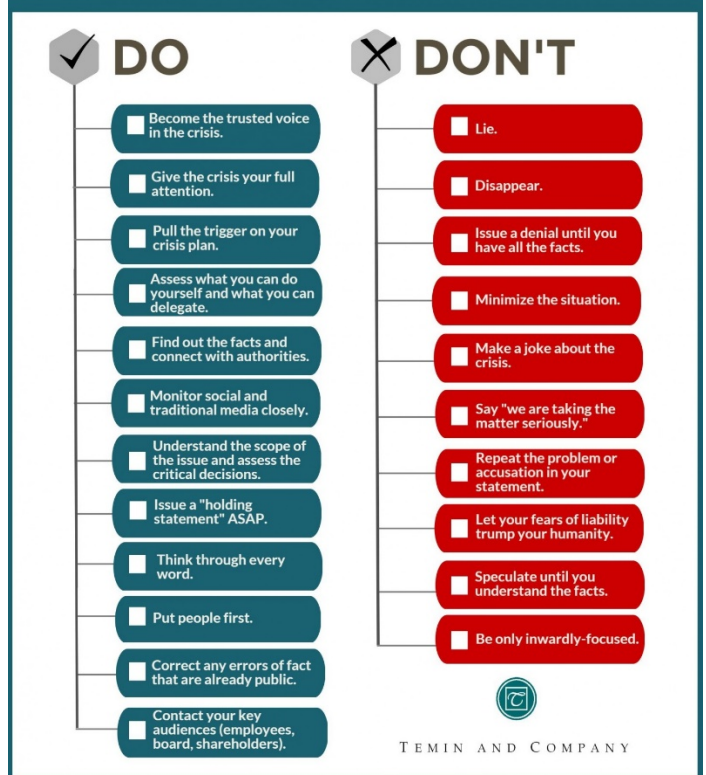 DO
Become the trusted voice
in the crisis.
Give the crisis your full
attention.
Pull the trigger on your
crisis plan.
Assess what you can do
yourself and what you can
delegate.
Find out the facts and
connect with authorities.
Monitor social and
traditional media closely.
Understand the scope of
the issue and assess the
critical decisions.
Issue a "holding
statement" ASAP.
Think through every
word.
Put people first.
Correct any errors of fact
that are already public.
Contact your key
audiences (employees,
board, shareholders).
DON'T
Lie.
Disappear.
Issue a denial until you
have all the facts.
Minimize the situation.
Make a joke about the
crisis.
Say "we are taking the
matter seriously."
Repeat the problem or
accusation in your
statement.
Let your fears of liability
trump your humanity.
Speculate until you
understand the facts.
Be only inwardly-focused.
T
TEMIN AND COMPANY